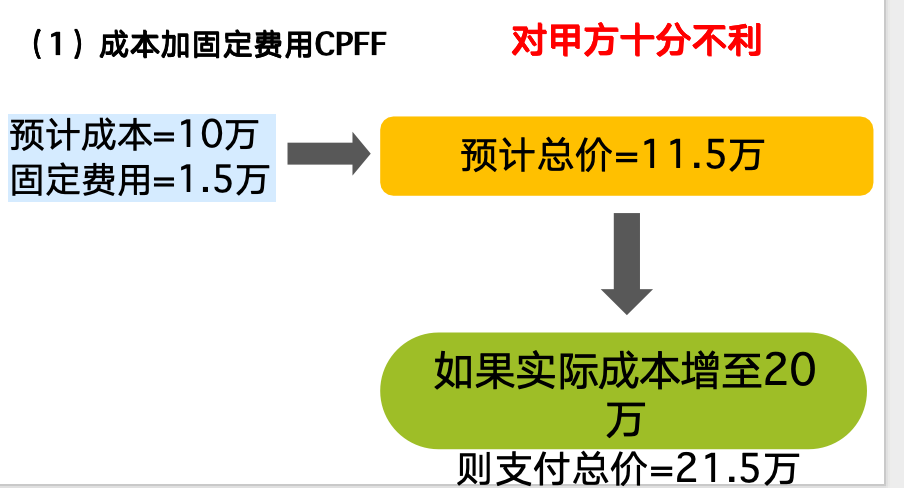 （1）成本加固定费用CPFF
对甲方十分不利
预计成本=10万
固定费用=1.5万
预计总价=11.5万
如果实际成本增至20
万
则支付总价=21.5万